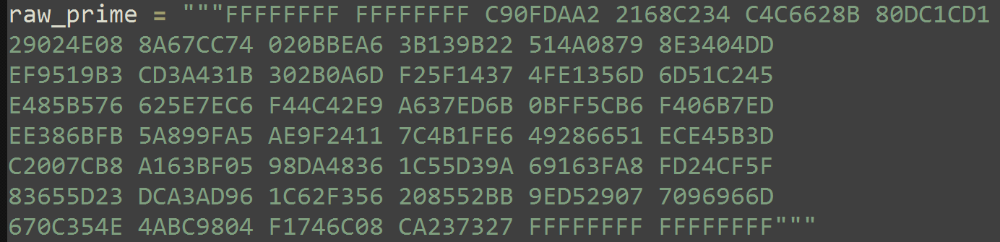 raw_prime = """FFFFFFFF FFFFFFFF C90FDAA2 2168C234 C4C6628B 80DC1CD1
29024E08 8A67CC74 020BBEA6 3B139B22 514A0879 8E3404DD
EF9519B3 CD3A431B 302B0A6D F25F1437 4FE1356D 6D51C245
E485B576 625E7EC6 F44C42E9 A637ED6B 0BFF5CB6 F406B7ED
EE386BFB 5A899FA5 AE9F2411 7C4B1FE6 49286651 ECE45B3D
C2007CB8 A163BF05 98DA4836 1C55D39A 69163FA8 FD24CF5F
83655D23 DCA3AD96 1C62F356 208552BB 9ED52907 7096966D
670C354E 4ABC9804 F1746C08 CA237327 FFFFFFFF FFFFFFFF"""